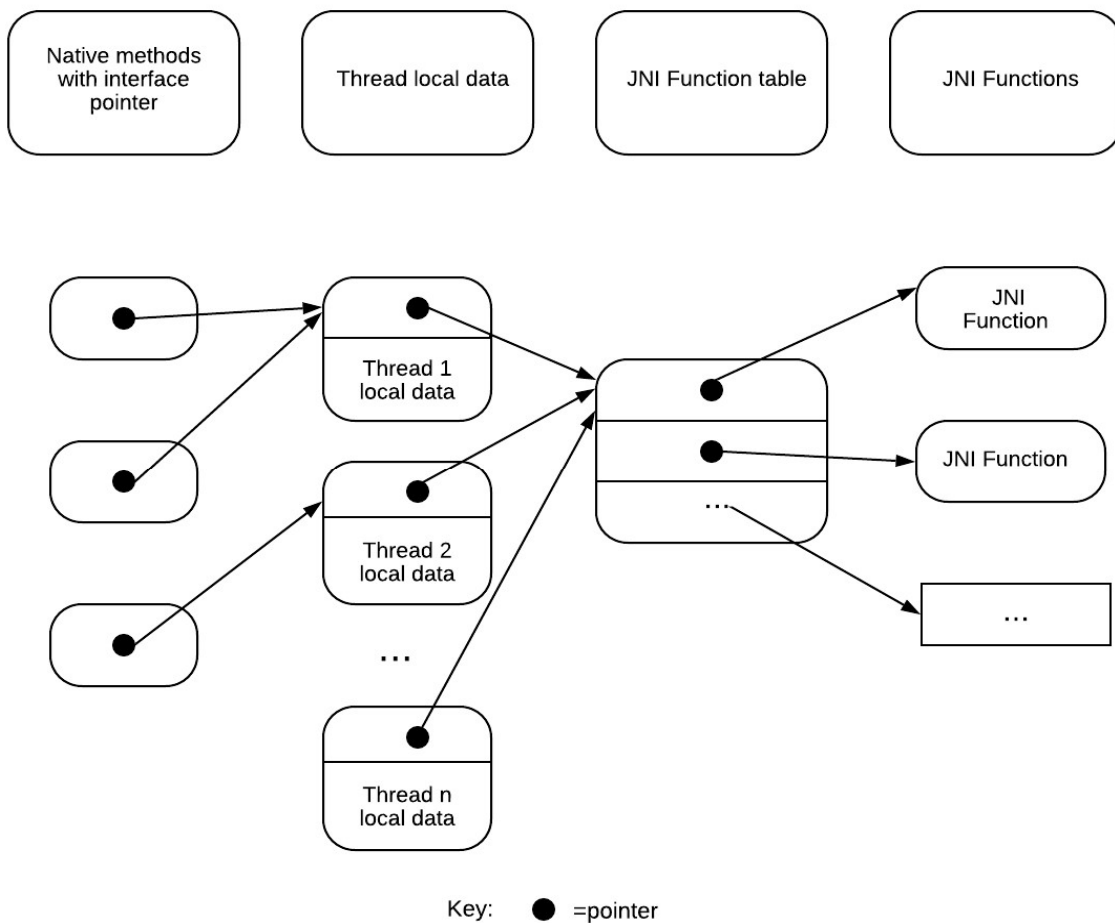 Native methods
with interface
pointer
Thread local data
JNI Function table
JNI Functions
Thread 1
local data
Thread 2
local data
...
Thread n
local data
...
JNI
Function
JNI Function
...
Key:
=pointer